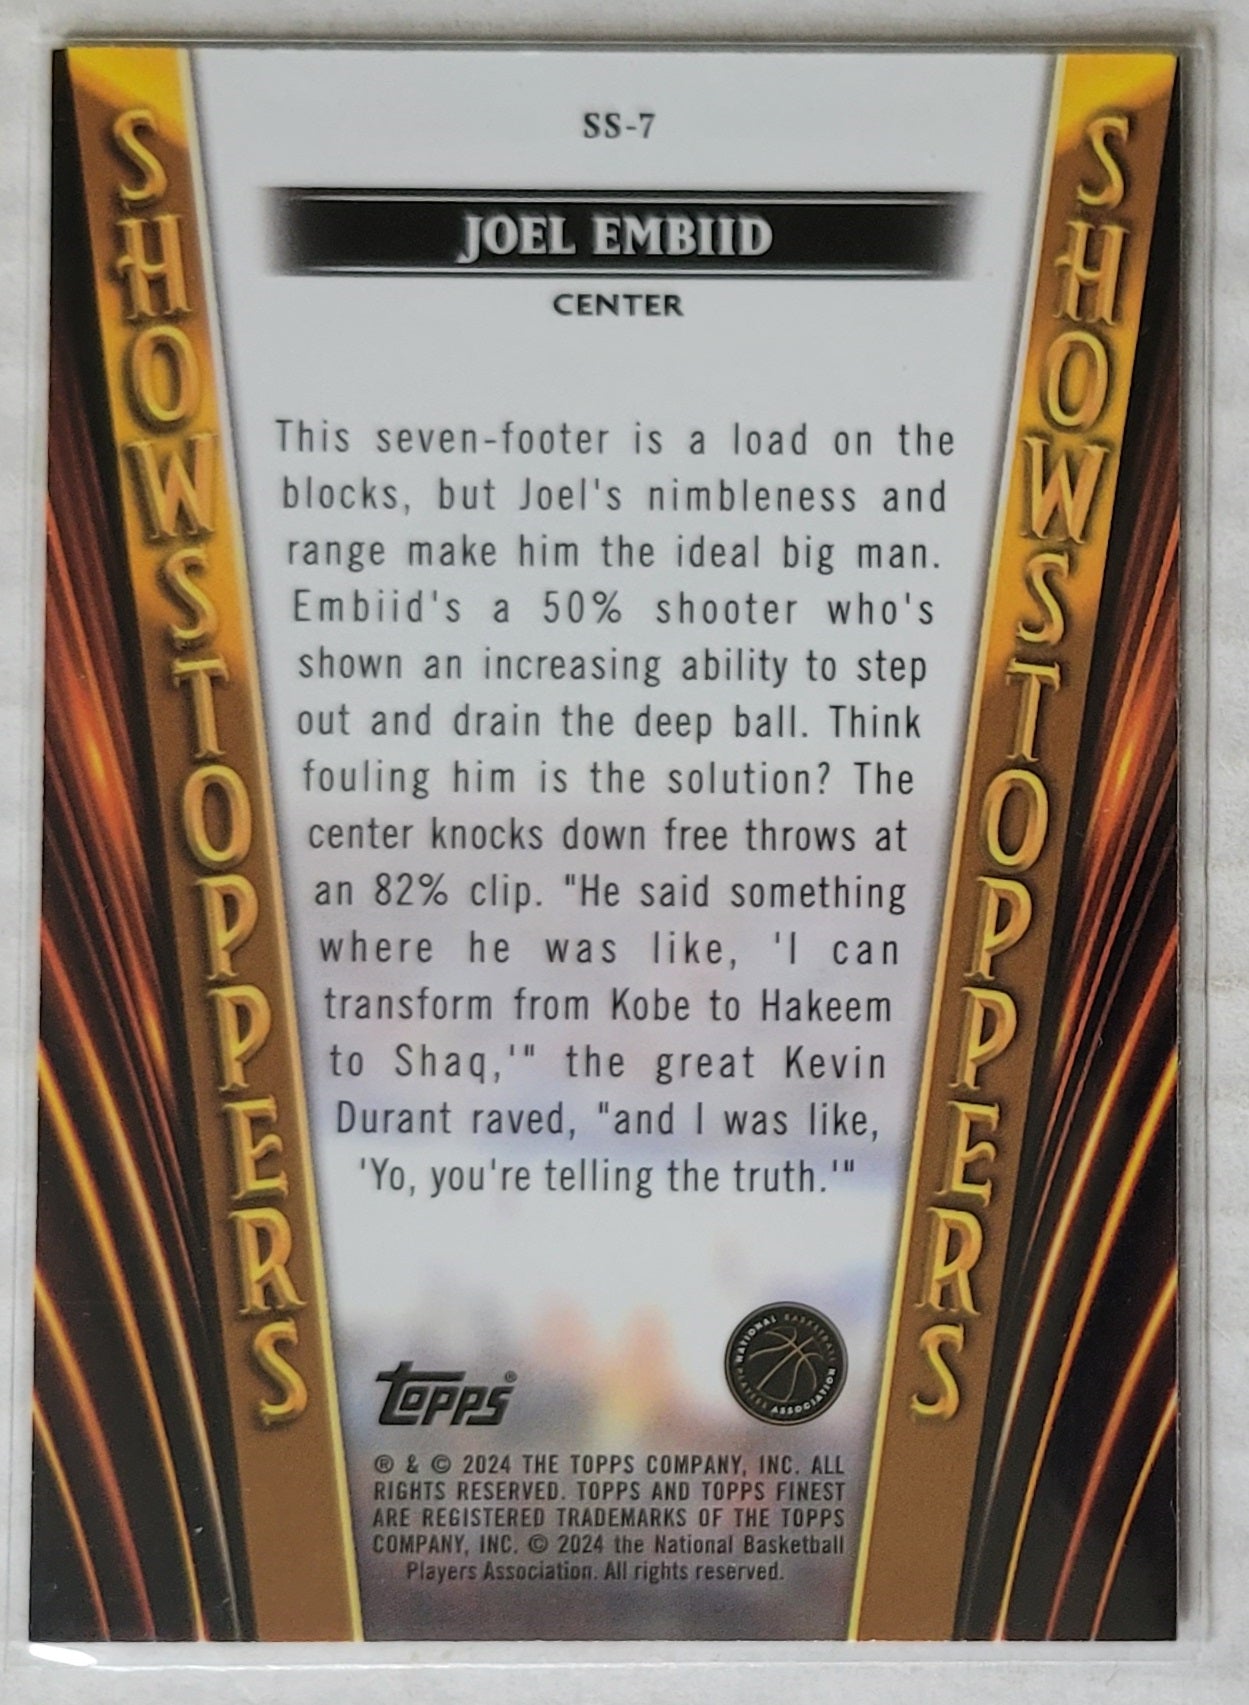 SS-7
JOEL EMBIID
CENTER
SHOWSTOPPERS
SHOWSTOPPERS
This seven-footer is a load on the
blocks, but Joel's nimbleness and
range make him the ideal big man.
Embiid's a 50% shooter who's
shown an increasing ability to step
out and drain the deep ball. Think
fouling him is the solution? The
center knocks down free throws at
an 82% clip. "He said something
where he was like, 'I can
transform from Kobe to Hakeem
to Shaq,'" the great Kevin
Durant raved, "and I was like,
'Yo, you're telling the truth.'"
Topps®
NATIONAL BASKETBALL PLAYERS ASSOCIATION
® & © 2024 THE TOPPS COMPANY, INC. ALL
RIGHTS RESERVED. TOPPS AND TOPPS FINEST
ARE REGISTERED TRADEMARKS OF THE TOPPS
COMPANY, INC. © 2024 the National Basketball
Players Association. All rights reserved.